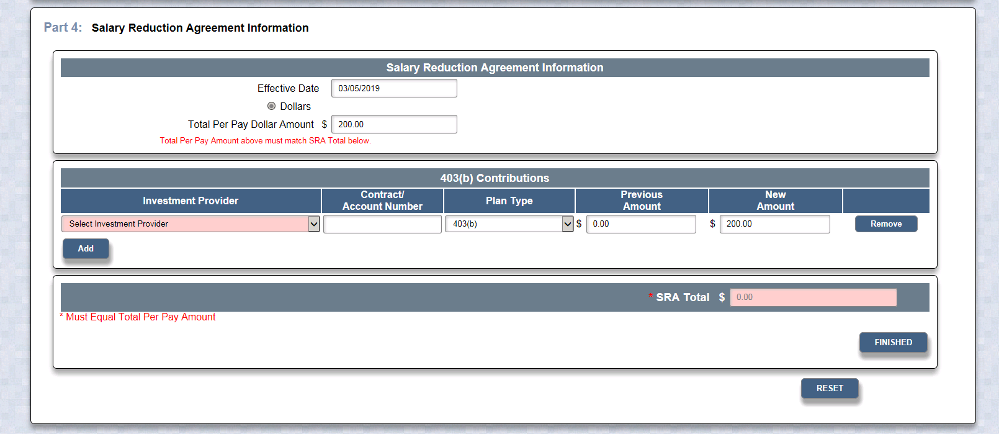 Part 4: Salary Reduction Agreement Information
Salary Reduction Agreement Information
Effective Date 03/05/2019
Dollars
Total Per Pay Dollar Amount $ 200.00
Total Per Pay Amount above must match SRA Total below.
403(b) Contributions
Investment Provider
Contract/
Account Number
Plan Type
Previous
Amount
New
Amount
Select Investment Provider 403(b) $ 0.00 $ 200.00 Remove
Add
* SRA Total $ 0.00
* Must Equal Total Per Pay Amount
FINISHED
RESET